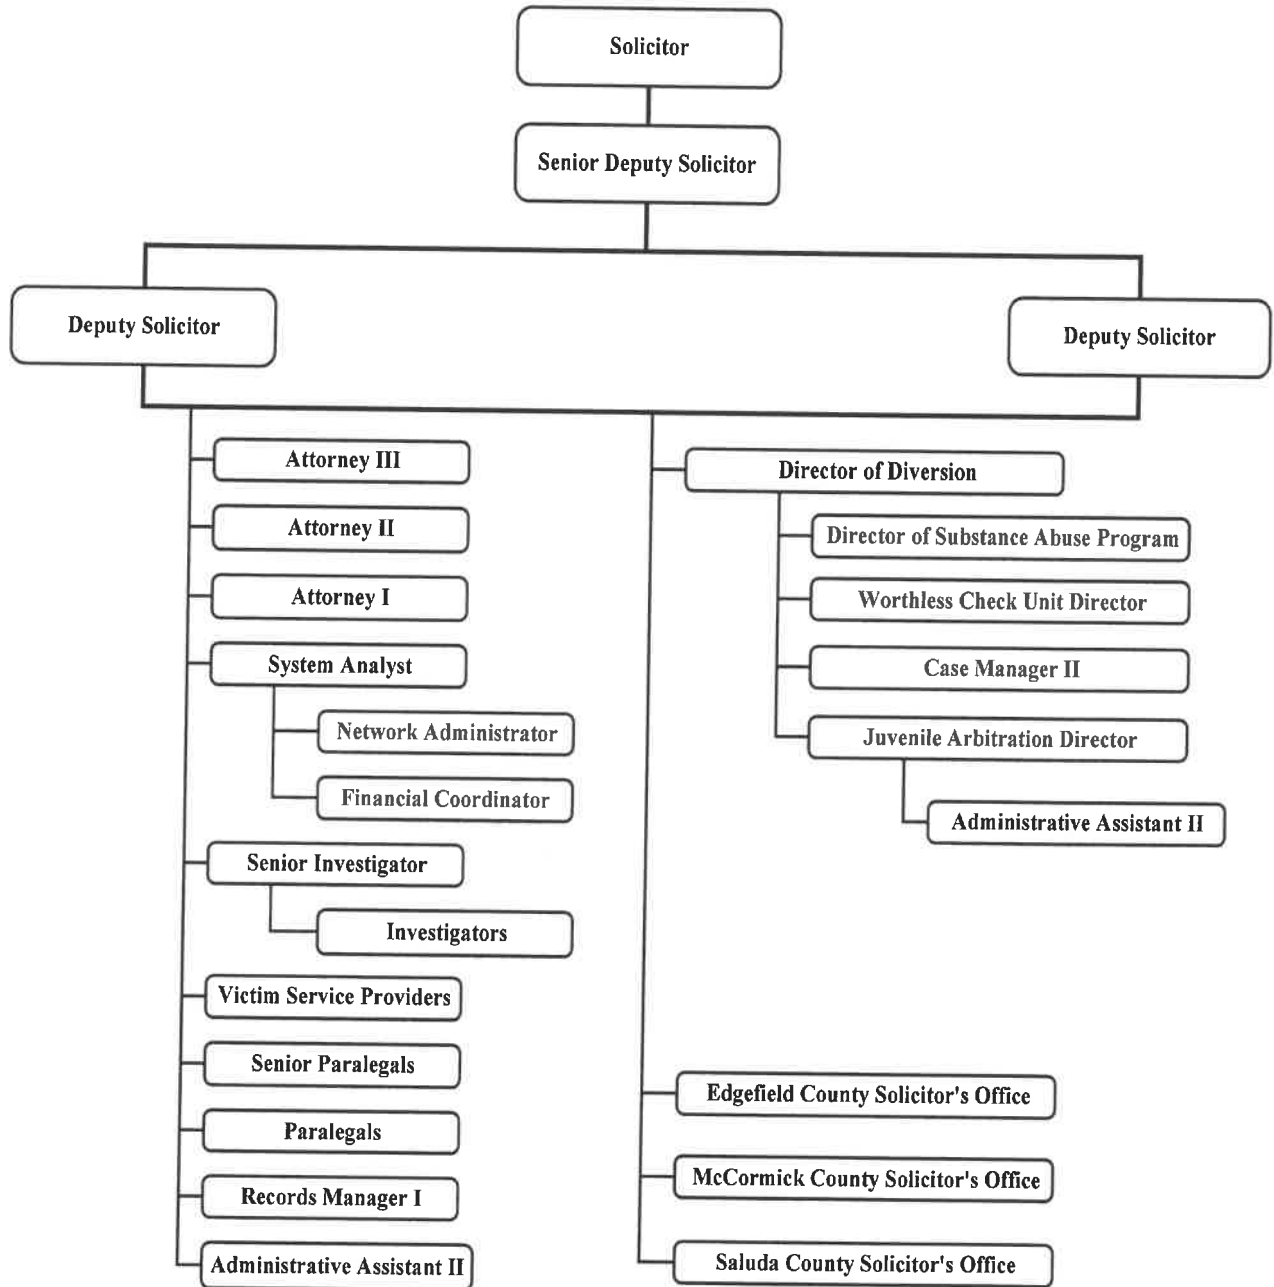 Solicitor
Senior Deputy Solicitor
Deputy Solicitor
Deputy Solicitor
Attorney III
Attorney II
Attorney I
System Analyst
Network Administrator
Financial Coordinator
Senior Investigator
Investigators
Victim Service Providers
Senior Paralegals
Paralegals
Records Manager I
Administrative Assistant II
Director of Diversion
Director of Substance Abuse Program
Worthless Check Unit Director
Case Manager II
Juvenile Arbitration Director
Administrative Assistant II
Edgefield County Solicitor's Office
McCormick County Solicitor's Office
Saluda County Solicitor's Office